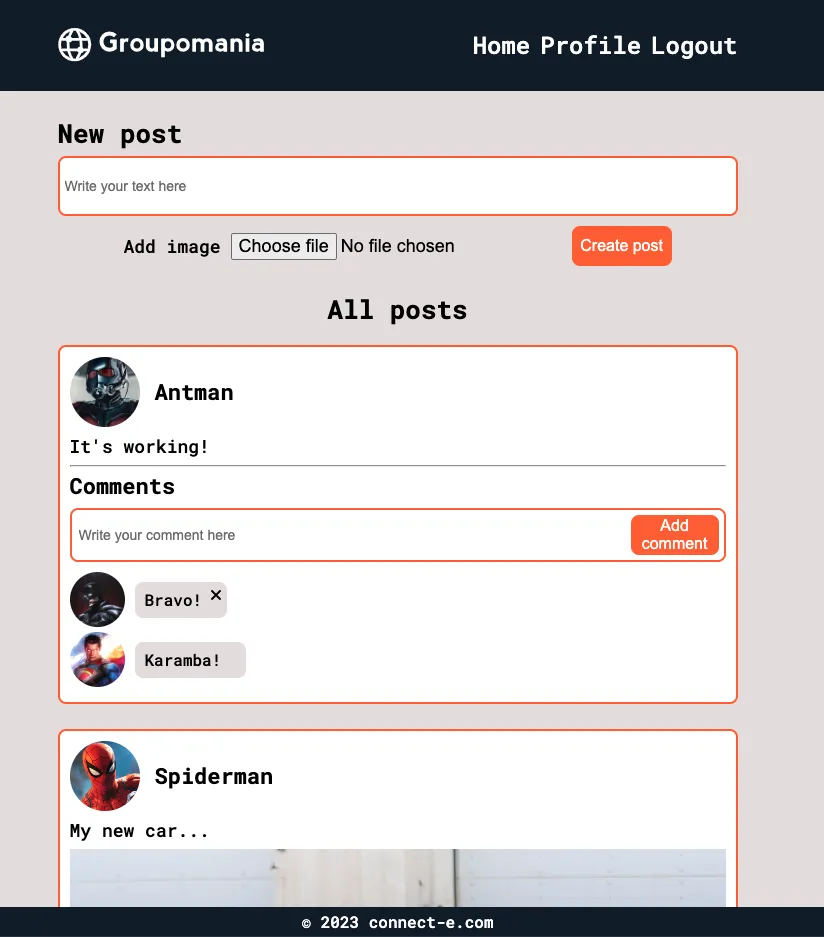 Groupomania
Home Profile Logout
New post
Write your text here
Add image Choose file No file chosen
Create post
All posts
Antman
It's working!
Comments
Write your comment here
Add
comment
Bravo! ✕
Karamba!
Spiderman
My new car...
© 2023 connect-e.com